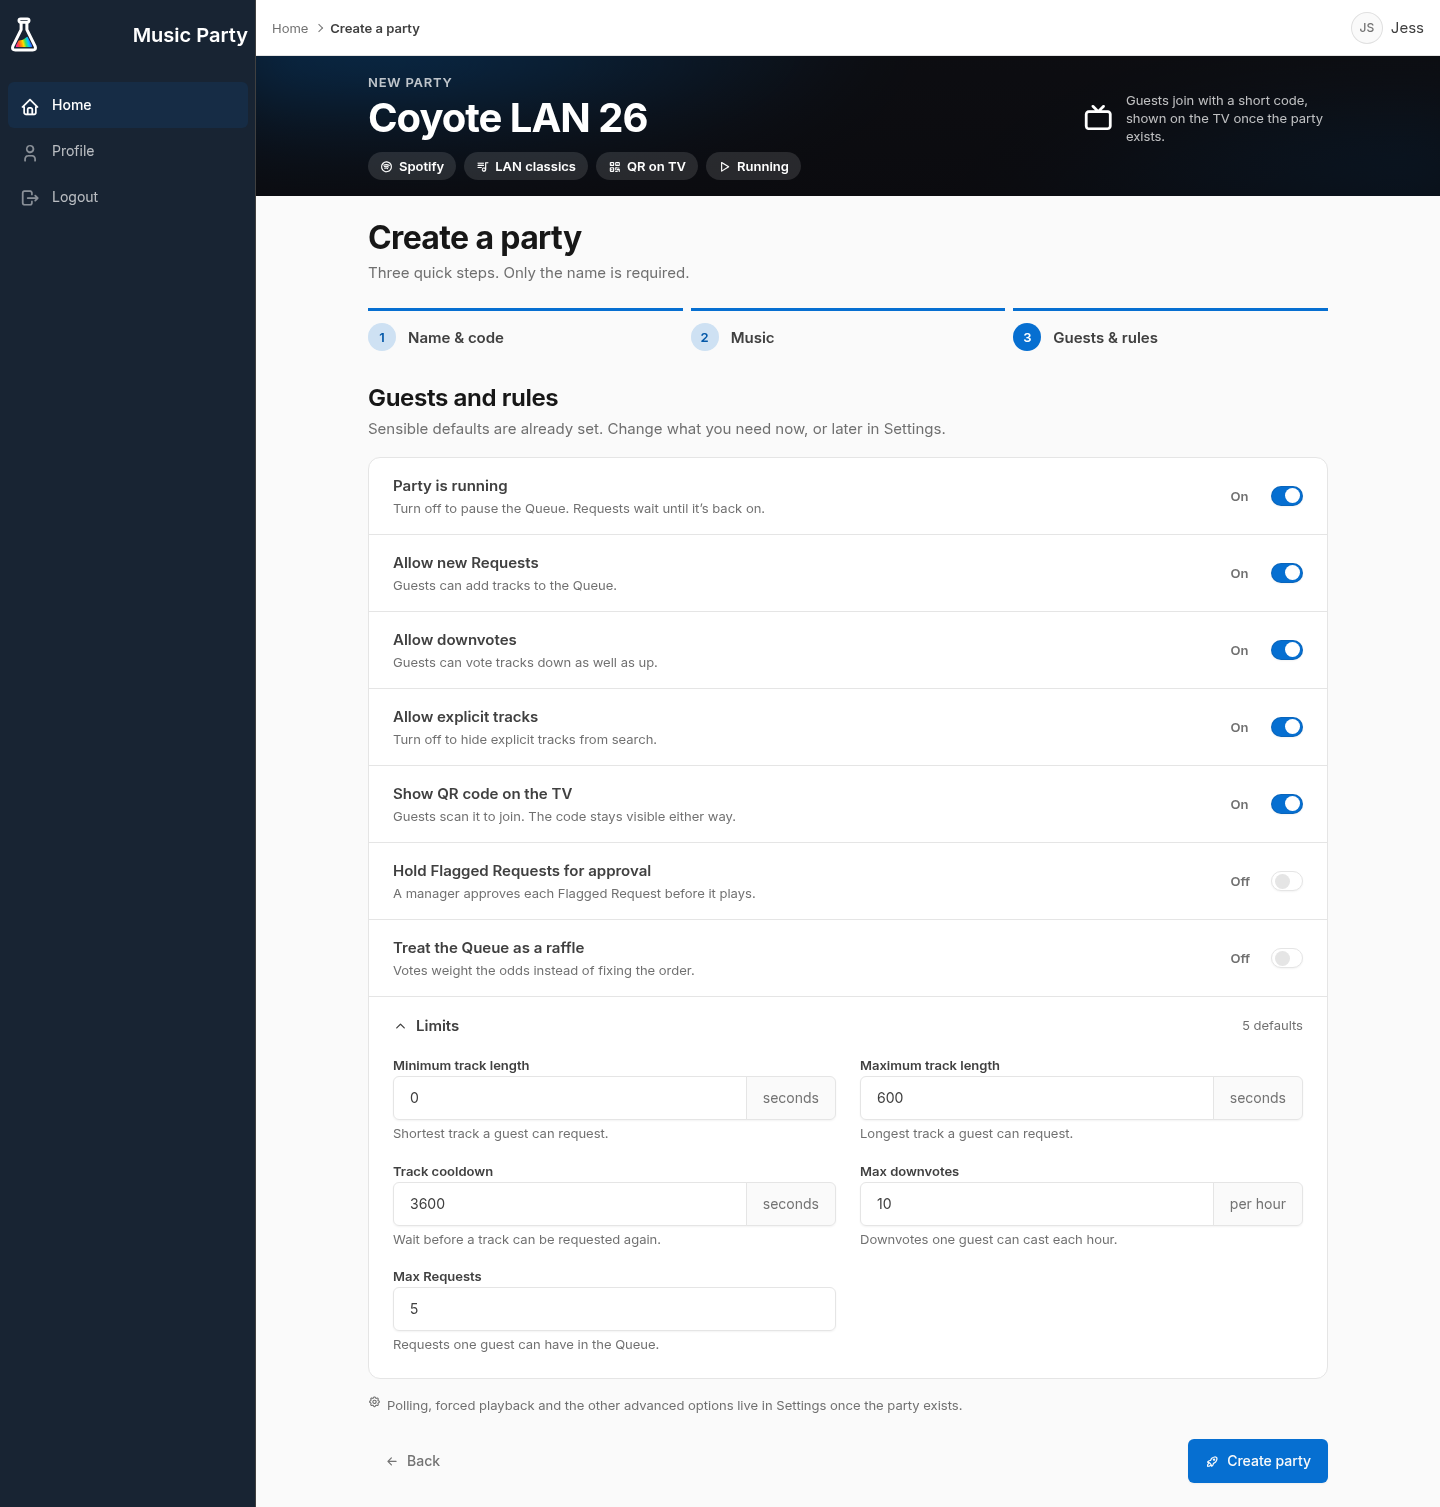 Music Party
Home
Profile
Logout
Home > Create a party
JS Jess
NEW PARTY
Coyote LAN 26
Spotify
LAN classics
QR on TV
Running
Guests join with a short code,
shown on the TV once the party
exists.
Create a party
Three quick steps. Only the name is required.
1 Name & code
2 Music
3 Guests & rules
Guests and rules
Sensible defaults are already set. Change what you need now, or later in Settings.
Party is running
Turn off to pause the Queue. Requests wait until it’s back on.
On
Allow new Requests
Guests can add tracks to the Queue.
On
Allow downvotes
Guests can vote tracks down as well as up.
On
Allow explicit tracks
Turn off to hide explicit tracks from search.
On
Show QR code on the TV
Guests scan it to join. The code stays visible either way.
On
Hold Flagged Requests for approval
A manager approves each Flagged Request before it plays.
Off
Treat the Queue as a raffle
Votes weight the odds instead of fixing the order.
Off
Limits
5 defaults
Minimum track length
0 seconds
Shortest track a guest can request.
Maximum track length
600 seconds
Longest track a guest can request.
Track cooldown
3600 seconds
Wait before a track can be requested again.
Max downvotes
10 per hour
Downvotes one guest can cast each hour.
Max Requests
5
Requests one guest can have in the Queue.
Polling, forced playback and the other advanced options live in Settings once the party exists.
Back
Create party